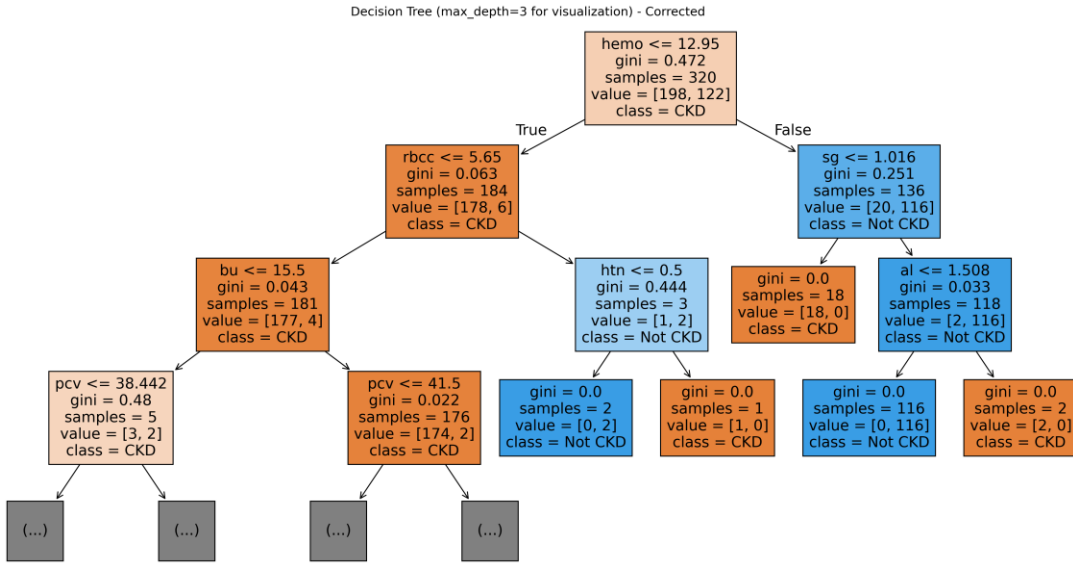 Decision Tree (max_depth=3 for visualization) - Corrected
hemo <= 12.95
gini = 0.472
samples = 320
value = [198, 122]
class = CKD
True
False
rbcc <= 5.65
gini = 0.063
samples = 184
value = [178, 6]
class = CKD
sg <= 1.016
gini = 0.251
samples = 136
value = [20, 116]
class = Not CKD
bu <= 15.5
gini = 0.043
samples = 181
value = [177, 4]
class = CKD
htn <= 0.5
gini = 0.444
samples = 3
value = [1, 2]
class = Not CKD
gini = 0.0
samples = 18
value = [18, 0]
class = CKD
al <= 1.508
gini = 0.033
samples = 118
value = [2, 116]
class = Not CKD
pcv <= 38.442
gini = 0.48
samples = 5
value = [3, 2]
class = CKD
pcv <= 41.5
gini = 0.022
samples = 176
value = [174, 2]
class = CKD
gini = 0.0
samples = 2
value = [0, 2]
class = Not CKD
gini = 0.0
samples = 1
value = [1, 0]
class = CKD
gini = 0.0
samples = 116
value = [0, 116]
class = Not CKD
gini = 0.0
samples = 2
value = [2, 0]
class = CKD
(...)
(...)
(...)
(...)